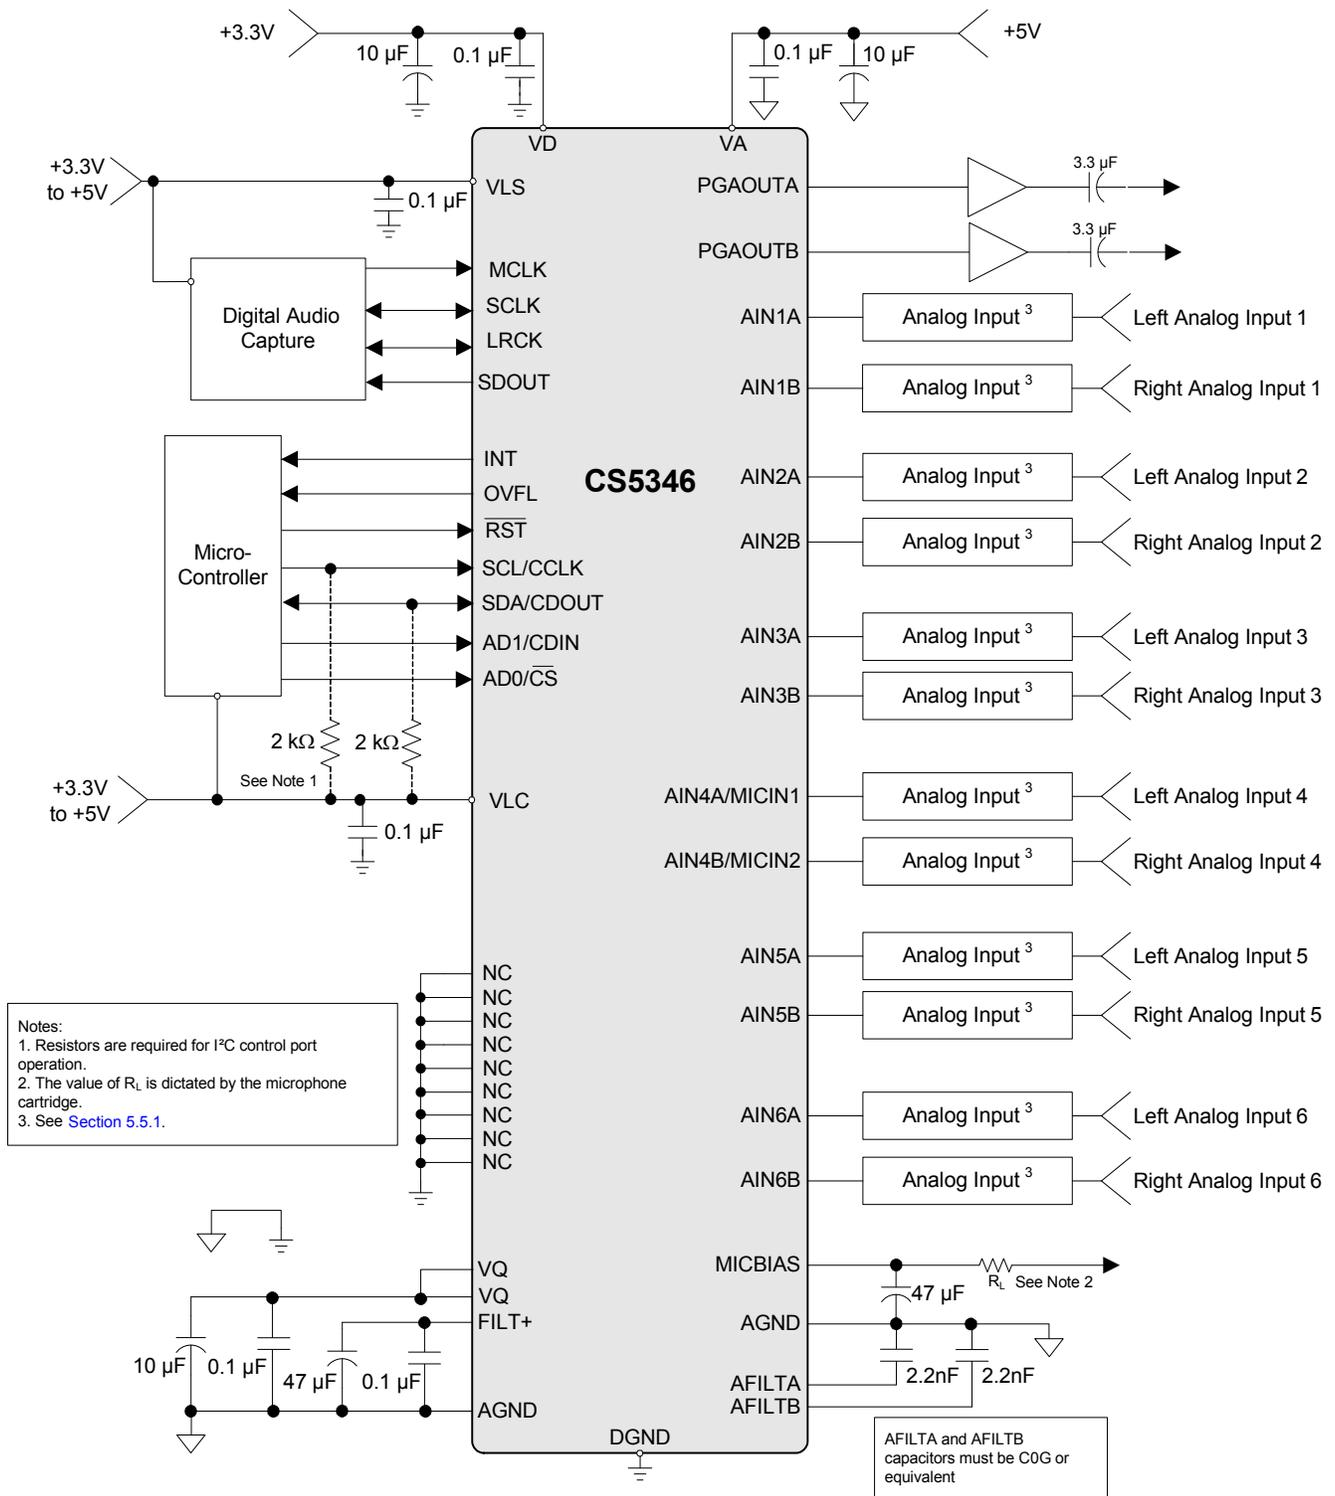 +3.3V
10 µF
0.1 µF
0.1 µF
10 µF
+5V
VD
VA
+3.3V
to +5V
VLS
0.1 µF
PGAOUTA
3.3 µF
PGAOUTB
3.3 µF
Digital Audio
Capture
MCLK
SCLK
LRCK
SDOUT
AIN1A
Analog Input 3
Left Analog Input 1
AIN1B
Analog Input 3
Right Analog Input 1
Micro-
Controller
INT
OVFL
RST
SCL/CCLK
SDA/CDOUT
AD1/CDIN
AD0/CS
CS5346
AIN2A
Analog Input 3
Left Analog Input 2
AIN2B
Analog Input 3
Right Analog Input 2
AIN3A
Analog Input 3
Left Analog Input 3
AIN3B
Analog Input 3
Right Analog Input 3
2 kΩ
2 kΩ
See Note 1
+3.3V
to +5V
VLC
0.1 µF
AIN4A/MICIN1
Analog Input 3
Left Analog Input 4
AIN4B/MICIN2
Analog Input 3
Right Analog Input 4
AIN5A
Analog Input 3
Left Analog Input 5
AIN5B
Analog Input 3
Right Analog Input 5
NC
NC
NC
NC
NC
NC
NC
NC
NC
Notes:
1. Resistors are required for I²C control port
operation.
2. The value of RL is dictated by the microphone
cartridge.
3. See Section 5.5.1.
AIN6A
Analog Input 3
Left Analog Input 6
AIN6B
Analog Input 3
Right Analog Input 6
VQ
VQ
FILT+
10 µF
0.1 µF
47 µF
0.1 µF
AGND
MICBIAS
RL
See Note 2
47 µF
AGND
2.2nF
2.2nF
AFILTA
AFILTB
DGND
AFILTA and AFILTB
capacitors must be C0G or
equivalent